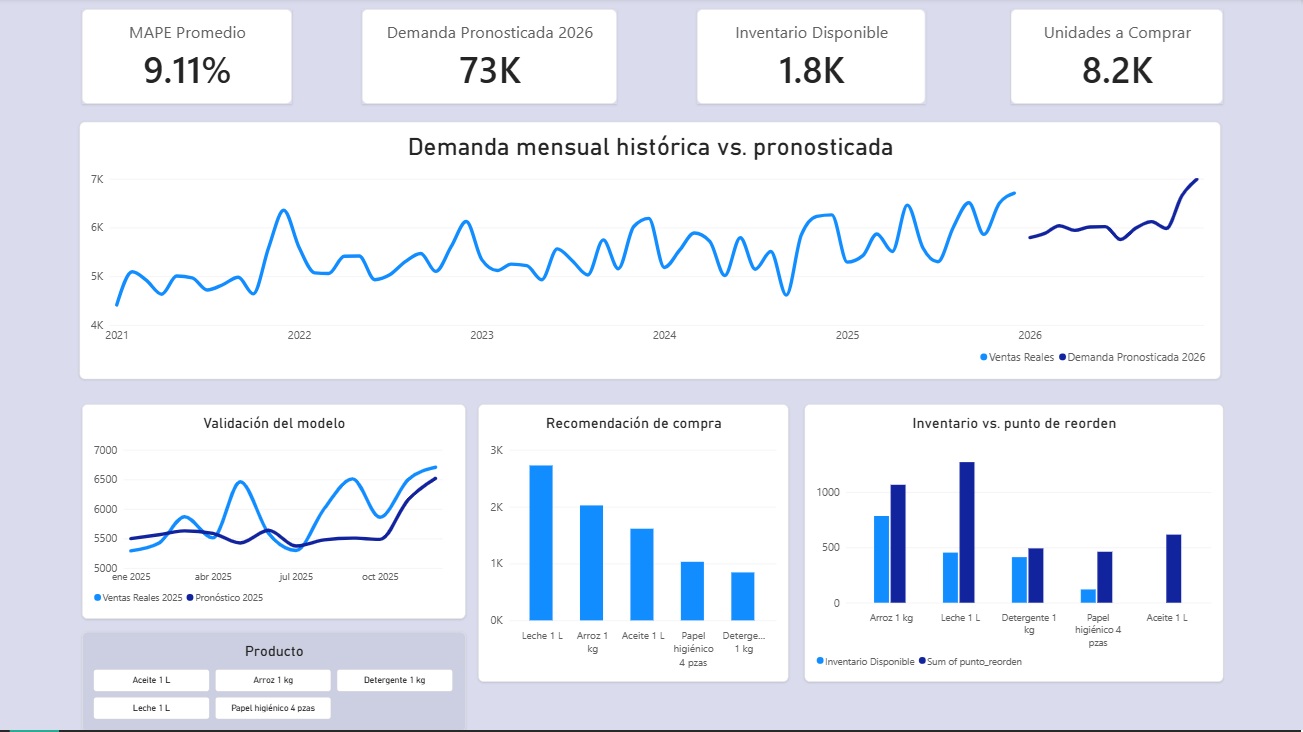 MAPE Promedio
9.11%
Demanda Pronosticada 2026
73K
Inventario Disponible
1.8K
Unidades a Comprar
8.2K
Demanda mensual histórica vs. pronosticada
7K
6K
5K
4K
2021
2022
2023
2024
2025
2026
Ventas Reales
Demanda Pronosticada 2026
Validación del modelo
7000
6500
6000
5500
5000
ene 2025
abr 2025
jul 2025
oct 2025
Ventas Reales 2025
Pronóstico 2025
Producto
Aceite 1 L
Arroz 1 kg
Detergente 1 kg
Leche 1 L
Papel higiénico 4 pzas
Recomendación de compra
3K
2K
1K
0K
Leche 1 L
Arroz 1
kg
Aceite 1 L
Papel
higiénico
4 pzas
Deterge...
1 kg
Inventario vs. punto de reorden
1000
500
0
Arroz 1 kg
Leche 1 L
Detergente 1
kg
Papel
higiénico 4
pzas
Aceite 1 L
Inventario Disponible
Sum of punto_reorden